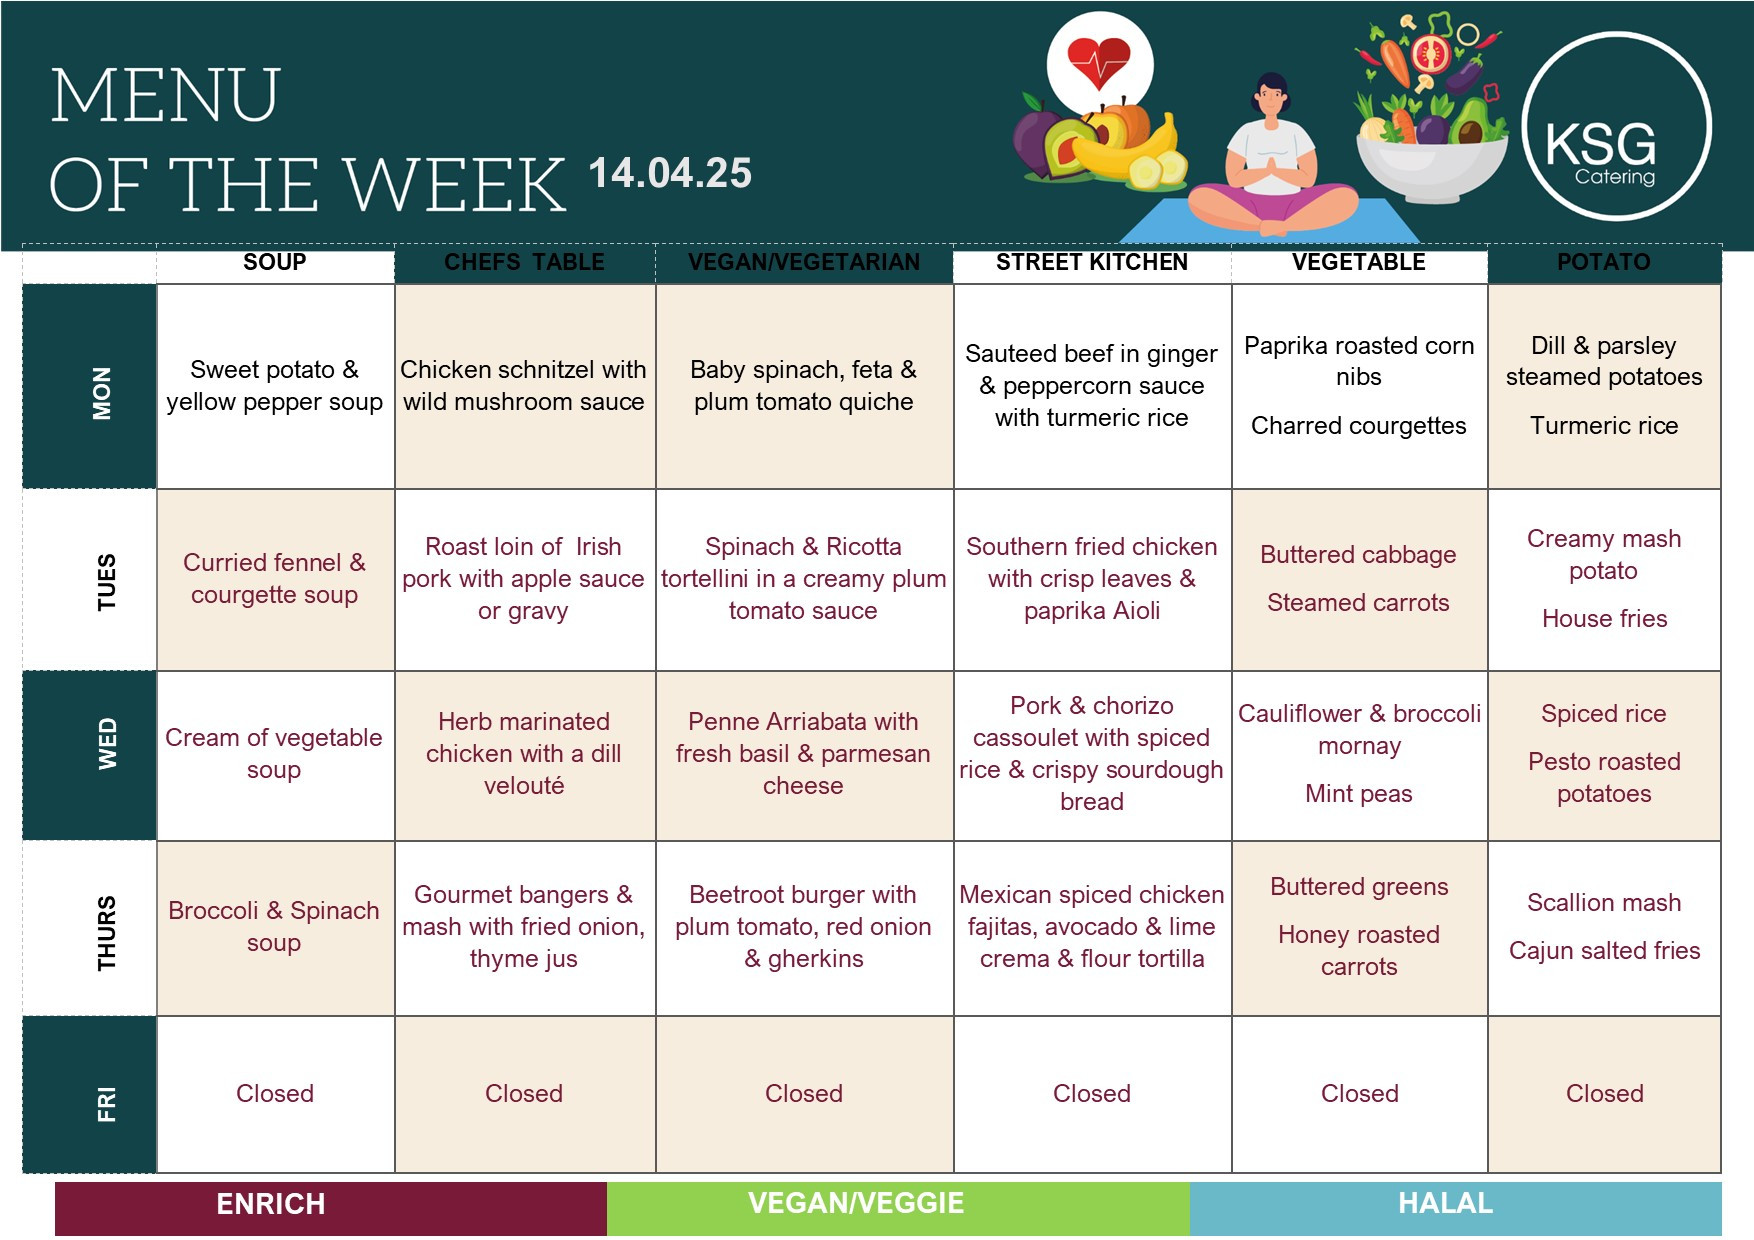 MENU
OF THE WEEK 14.04.25
KSG
Catering
SOUP CHEFS TABLE VEGAN/VEGETARIAN STREET KITCHEN VEGETABLE POTATO
MON
Sweet potato &
yellow pepper soup
Chicken schnitzel with
wild mushroom sauce
Baby spinach, feta &
plum tomato quiche
Sauteed beef in ginger
& peppercorn sauce
with turmeric rice
Paprika roasted corn
nibs
Charred courgettes
Dill & parsley
steamed potatoes
Turmeric rice
TUES
Curried fennel &
courgette soup
Roast loin of Irish
pork with apple sauce
or gravy
Spinach & Ricotta
tortellini in a creamy plum
tomato sauce
Southern fried chicken
with crisp leaves &
paprika Aioli
Buttered cabbage
Steamed carrots
Creamy mash
potato
House fries
WED
Cream of vegetable
soup
Herb marinated
chicken with a dill
velouté
Penne Arriabata with
fresh basil & parmesan
cheese
Pork & chorizo
cassoulet with spiced
rice & crispy sourdough
bread
Cauliflower & broccoli
mornay
Mint peas
Spiced rice
Pesto roasted
potatoes
THURS
Broccoli & Spinach
soup
Gourmet bangers &
mash with fried onion,
thyme jus
Beetroot burger with
plum tomato, red onion
& gherkins
Mexican spiced chicken
fajitas, avocado & lime
crema & flour tortilla
Buttered greens
Honey roasted
carrots
Scallion mash
Cajun salted fries
FRI
Closed
Closed
Closed
Closed
Closed
Closed
ENRICH VEGAN/VEGGIE HALAL